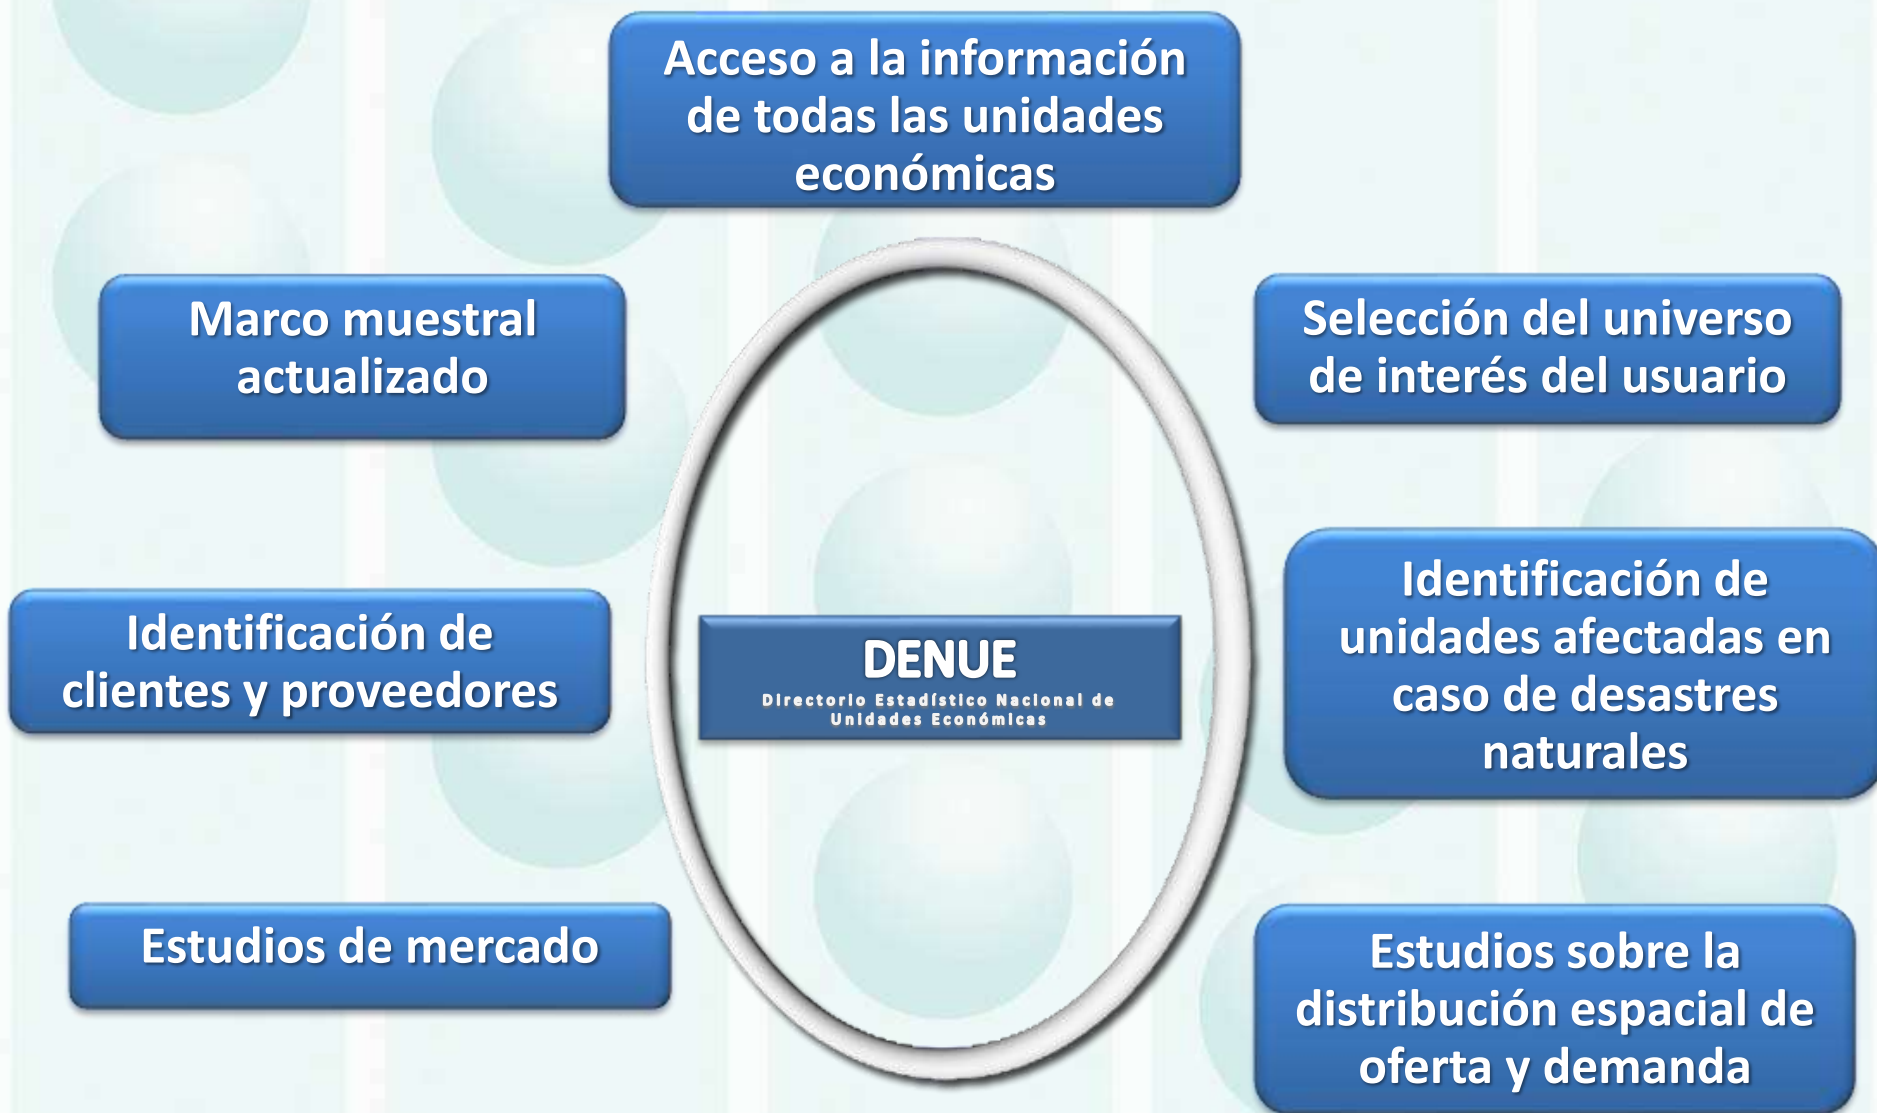 Acceso a la información
de todas las unidades
económicas
Marco muestral
actualizado
Selección del universo
de interés del usuario
Identificación de
clientes y proveedores
DENUE
Directorio Estadístico Nacional de
Unidades Económicas
Identificación de
unidades afectadas en
caso de desastres
naturales
Estudios de mercado
Estudios sobre la
distribución espacial de
oferta y demanda